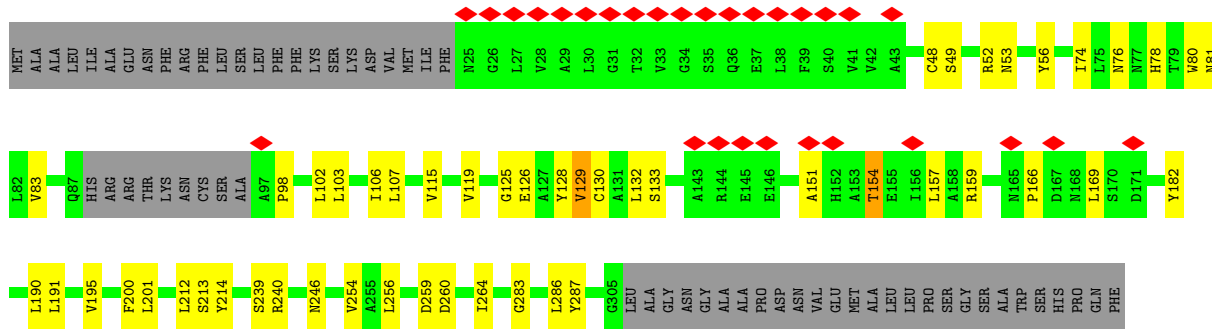 MET ALA ALA LEU ILE ALA GLU ASN PHE ARG PHE LEU SER LEU PHE PHE LYS SER LYS ASP VAL MET ILE PHE N25 G26 L27 V28 A29 L30 G31 T32 V33 G34 S35 Q36 E37 L38 F39 S40 V41 V42 A43 C48 S49 R52 N53 Y56 I74 L75 N76 N77 H78 T79 W80 N81
L82 V83 Q87 HIS ARG ARG THR LYS ASN CYS SER ALA A97 P98 L102 L103 I106 L107 V115 V119 G125 E126 A127 Y128 V129 C130 A131 L132 S133 A143 R144 E145 E146 A151 H152 A153 T154 E155 I156 L157 A158 R159 N165 P166 D167 N168 L169 S170 D171 Y182
L190 L191 V195 F200 L201 L212 S213 Y214 S239 R240 N246 V254 A255 L256 D259 D260 I264 G283 L286 Y287 G305 LEU ALA GLY ASN GLY ALA ALA PRO ASP ASN VAL GLU MET ALA LEU LEU PRO SER GLY SER ALA TRP SER HIS PRO GLN PHE